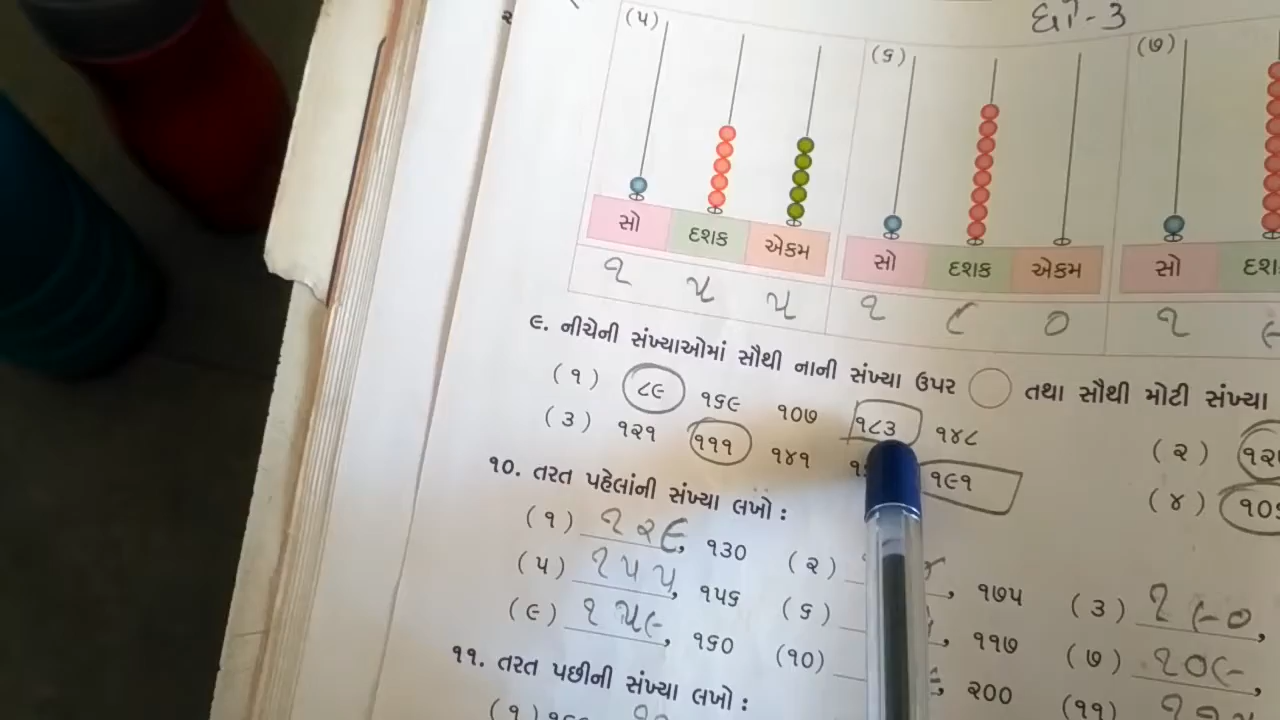 ધો-3
(૫) (૬) (૭)
સો દશક એકમ સો દશક એકમ સો
૧ ૫ ૫ ૧ ૮ ૦ ૧
૯. નીચેની સંખ્યાઓમાં સૌથી નાની સંખ્યા ઉપર તથા સૌથી મોટી સંખ્યા
(૧) ૮૯ ૧૬૯ ૧૦૭ ૧૮૩ ૧૪૮ (૨)
(૩) ૧૨૧ ૧૧૧ ૧૪૧ ૧૯૧ (૪)
૧૦. તરત પહેલાંની સંખ્યા લખો :
(૧) ૧૨૯, ૧૩૦ (૨) , ૧૭૫ (૩) ૧૯૦,
(૫) ૧૫૫, ૧૫૬ (૬) , ૧૧૭ (૭) ૧૦૯,
(૯) ૧૫૯, ૧૬૦ (૧૦) , ૨૦૦ (૧૧)
૧૧. તરત પછીની સંખ્યા લખો :
(૧)